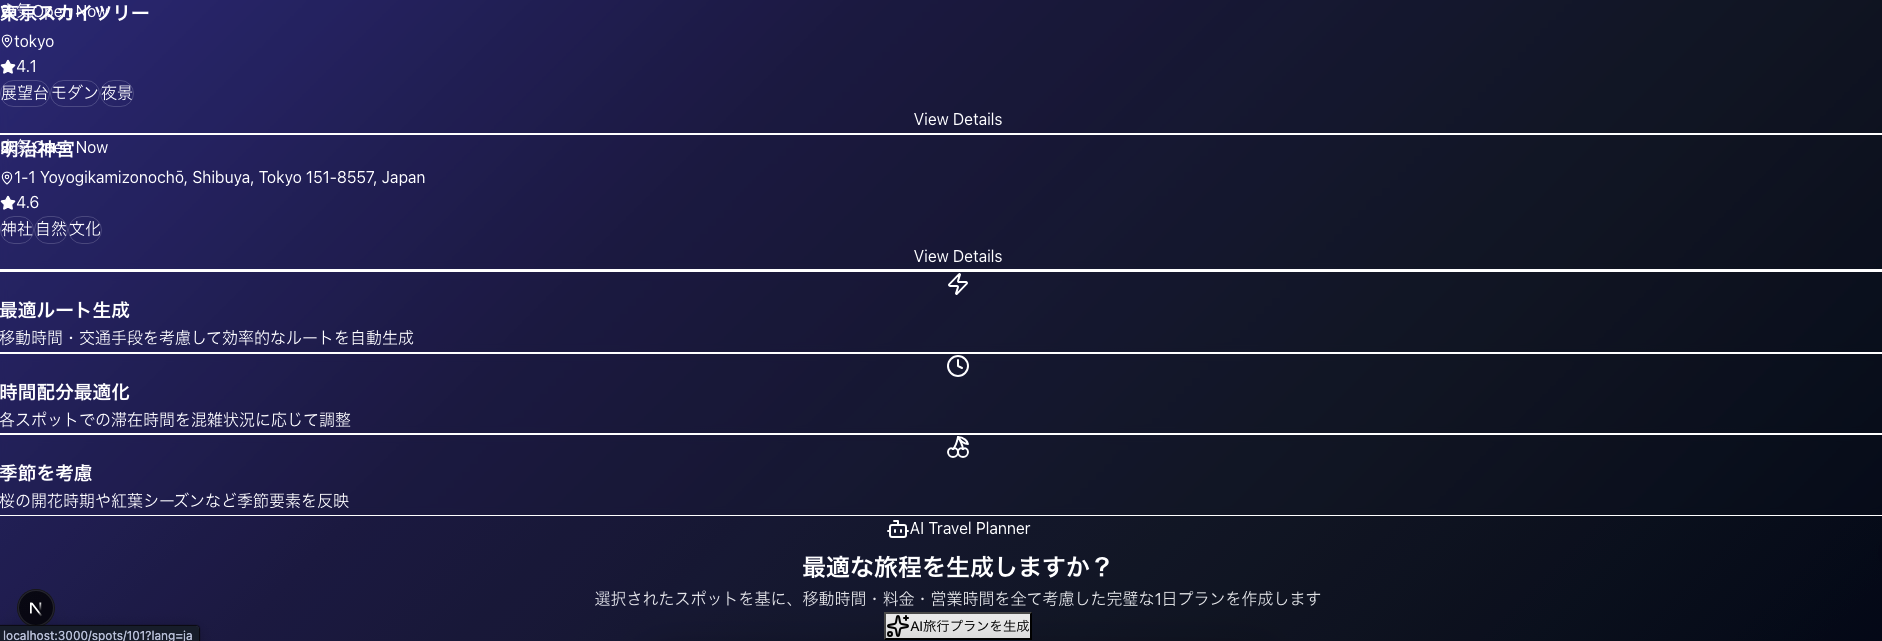 東京スカイツリー
tokyo
4.1
展望台 モダン 夜景
View Details
明治神宮 Now
1-1 Yoyogikamizonochō, Shibuya, Tokyo 151-8557, Japan
4.6
神社 自然 文化
View Details
最適ルート生成
移動時間・交通手段を考慮して効率的なルートを自動生成
時間配分最適化
各スポットでの滞在時間を混雑状況に応じて調整
季節を考慮
桜の開花時期や紅葉シーズンなど季節要素を反映
AI Travel Planner
最適な旅程を生成しますか？
選択されたスポットを基に、移動時間・料金・営業時間を全て考慮した完璧な1日プランを作成します
AI旅行プランを生成
N
localhost:3000/spots/101?lang=ja